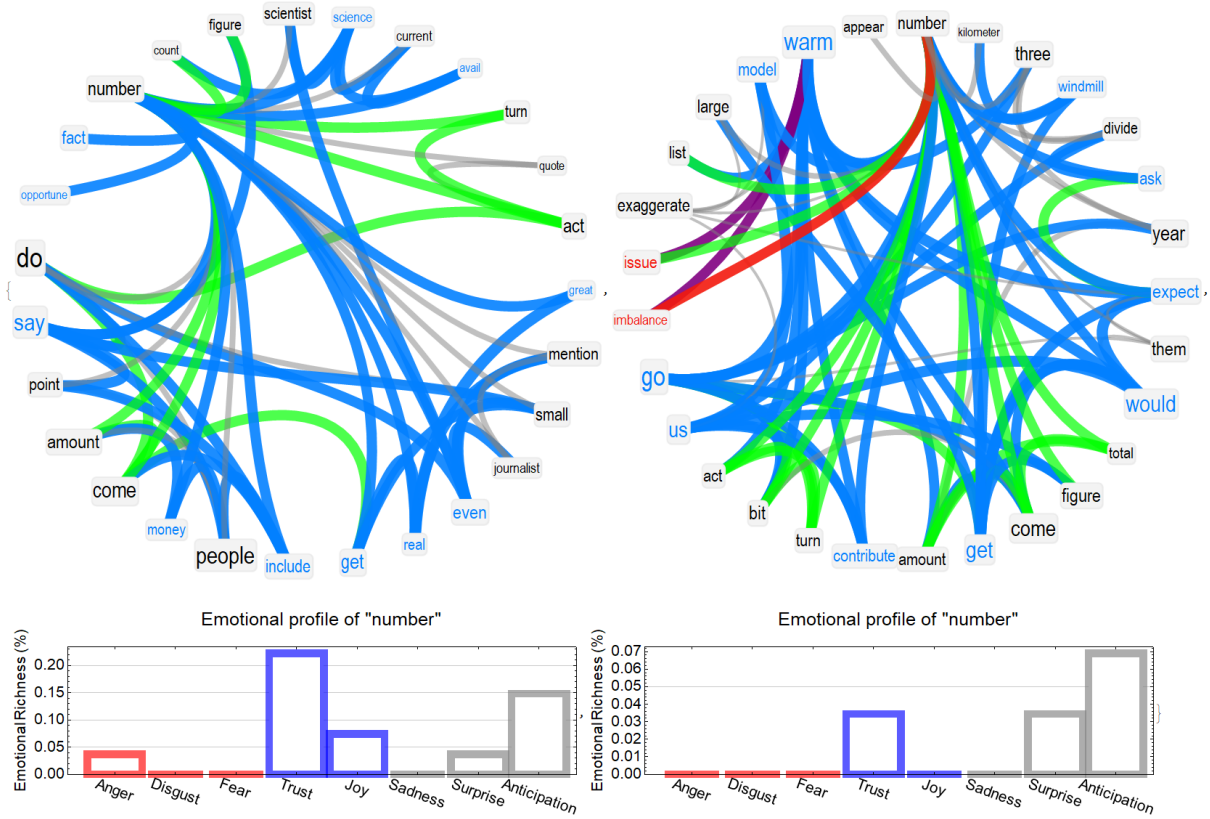 scientist
figure
science
count
current
avail
number
turn
fact
quote
opportune
act
do
{
great
,
say
mention
point
small
amount
journalist
come
even
money
real
people
get
include
number
appear
kilometer
warm
three
model
windmill
large
divide
list
ask
exaggerate
year
issue
expect
,
imbalance
them
go
would
us
total
act
figure
bit
come
turn
get
contribute
amount
Emotional profile of "number"
Emotional Richness (%)
0.20
0.15
0.10
0.05
0.00
Anger Disgust Fear Trust Joy Sadness Surprise Anticipation
,
Emotional profile of "number"
Emotional Richness (%)
0.07
0.06
0.05
0.04
0.03
0.02
0.01
0.00
Anger Disgust Fear Trust Joy Sadness Surprise Anticipation
}